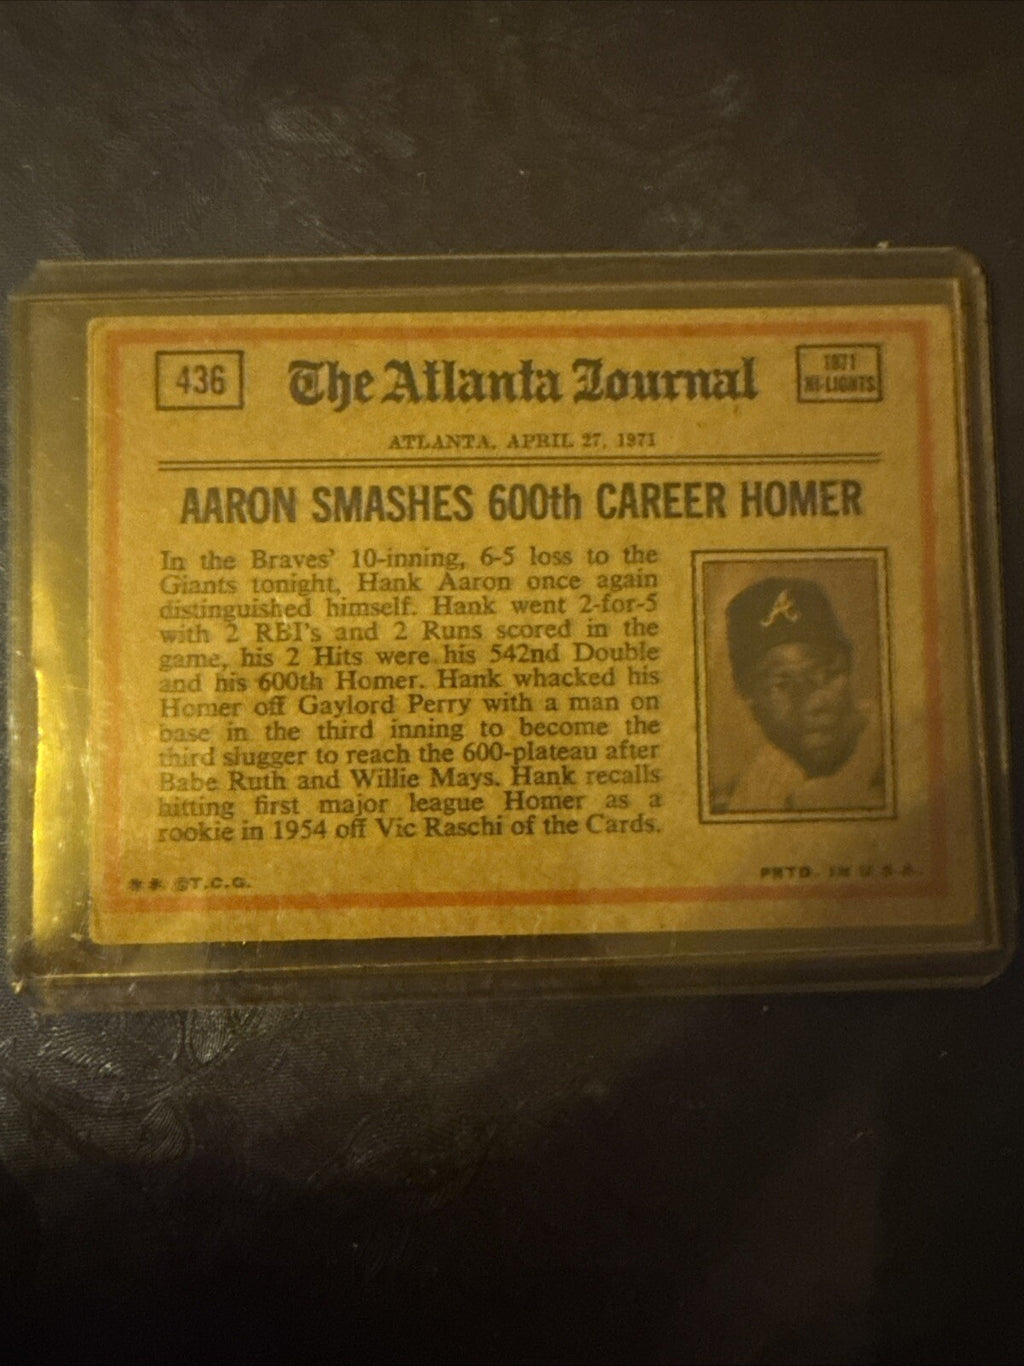 436
The Atlanta Journal
1971
HI-LIGHTS
ATLANTA, APRIL 27, 1971
AARON SMASHES 600th CAREER HOMER
In the Braves' 10-inning, 6-5 loss to the
Giants tonight, Hank Aaron once again
distinguished himself. Hank went 2-for-5
with 2 RBI's and 2 Runs scored in the
game, his 2 Hits were his 542nd Double
and his 600th Homer. Hank whacked his
Homer off Gaylord Perry with a man on
base in the third inning to become the
third slugger to reach the 600-plateau after
Babe Ruth and Willie Mays. Hank recalls
hitting first major league Homer as a
rookie in 1954 off Vic Raschi of the Cards.
A
* * ©T.C.G.
PRTD. IN U.S.A.